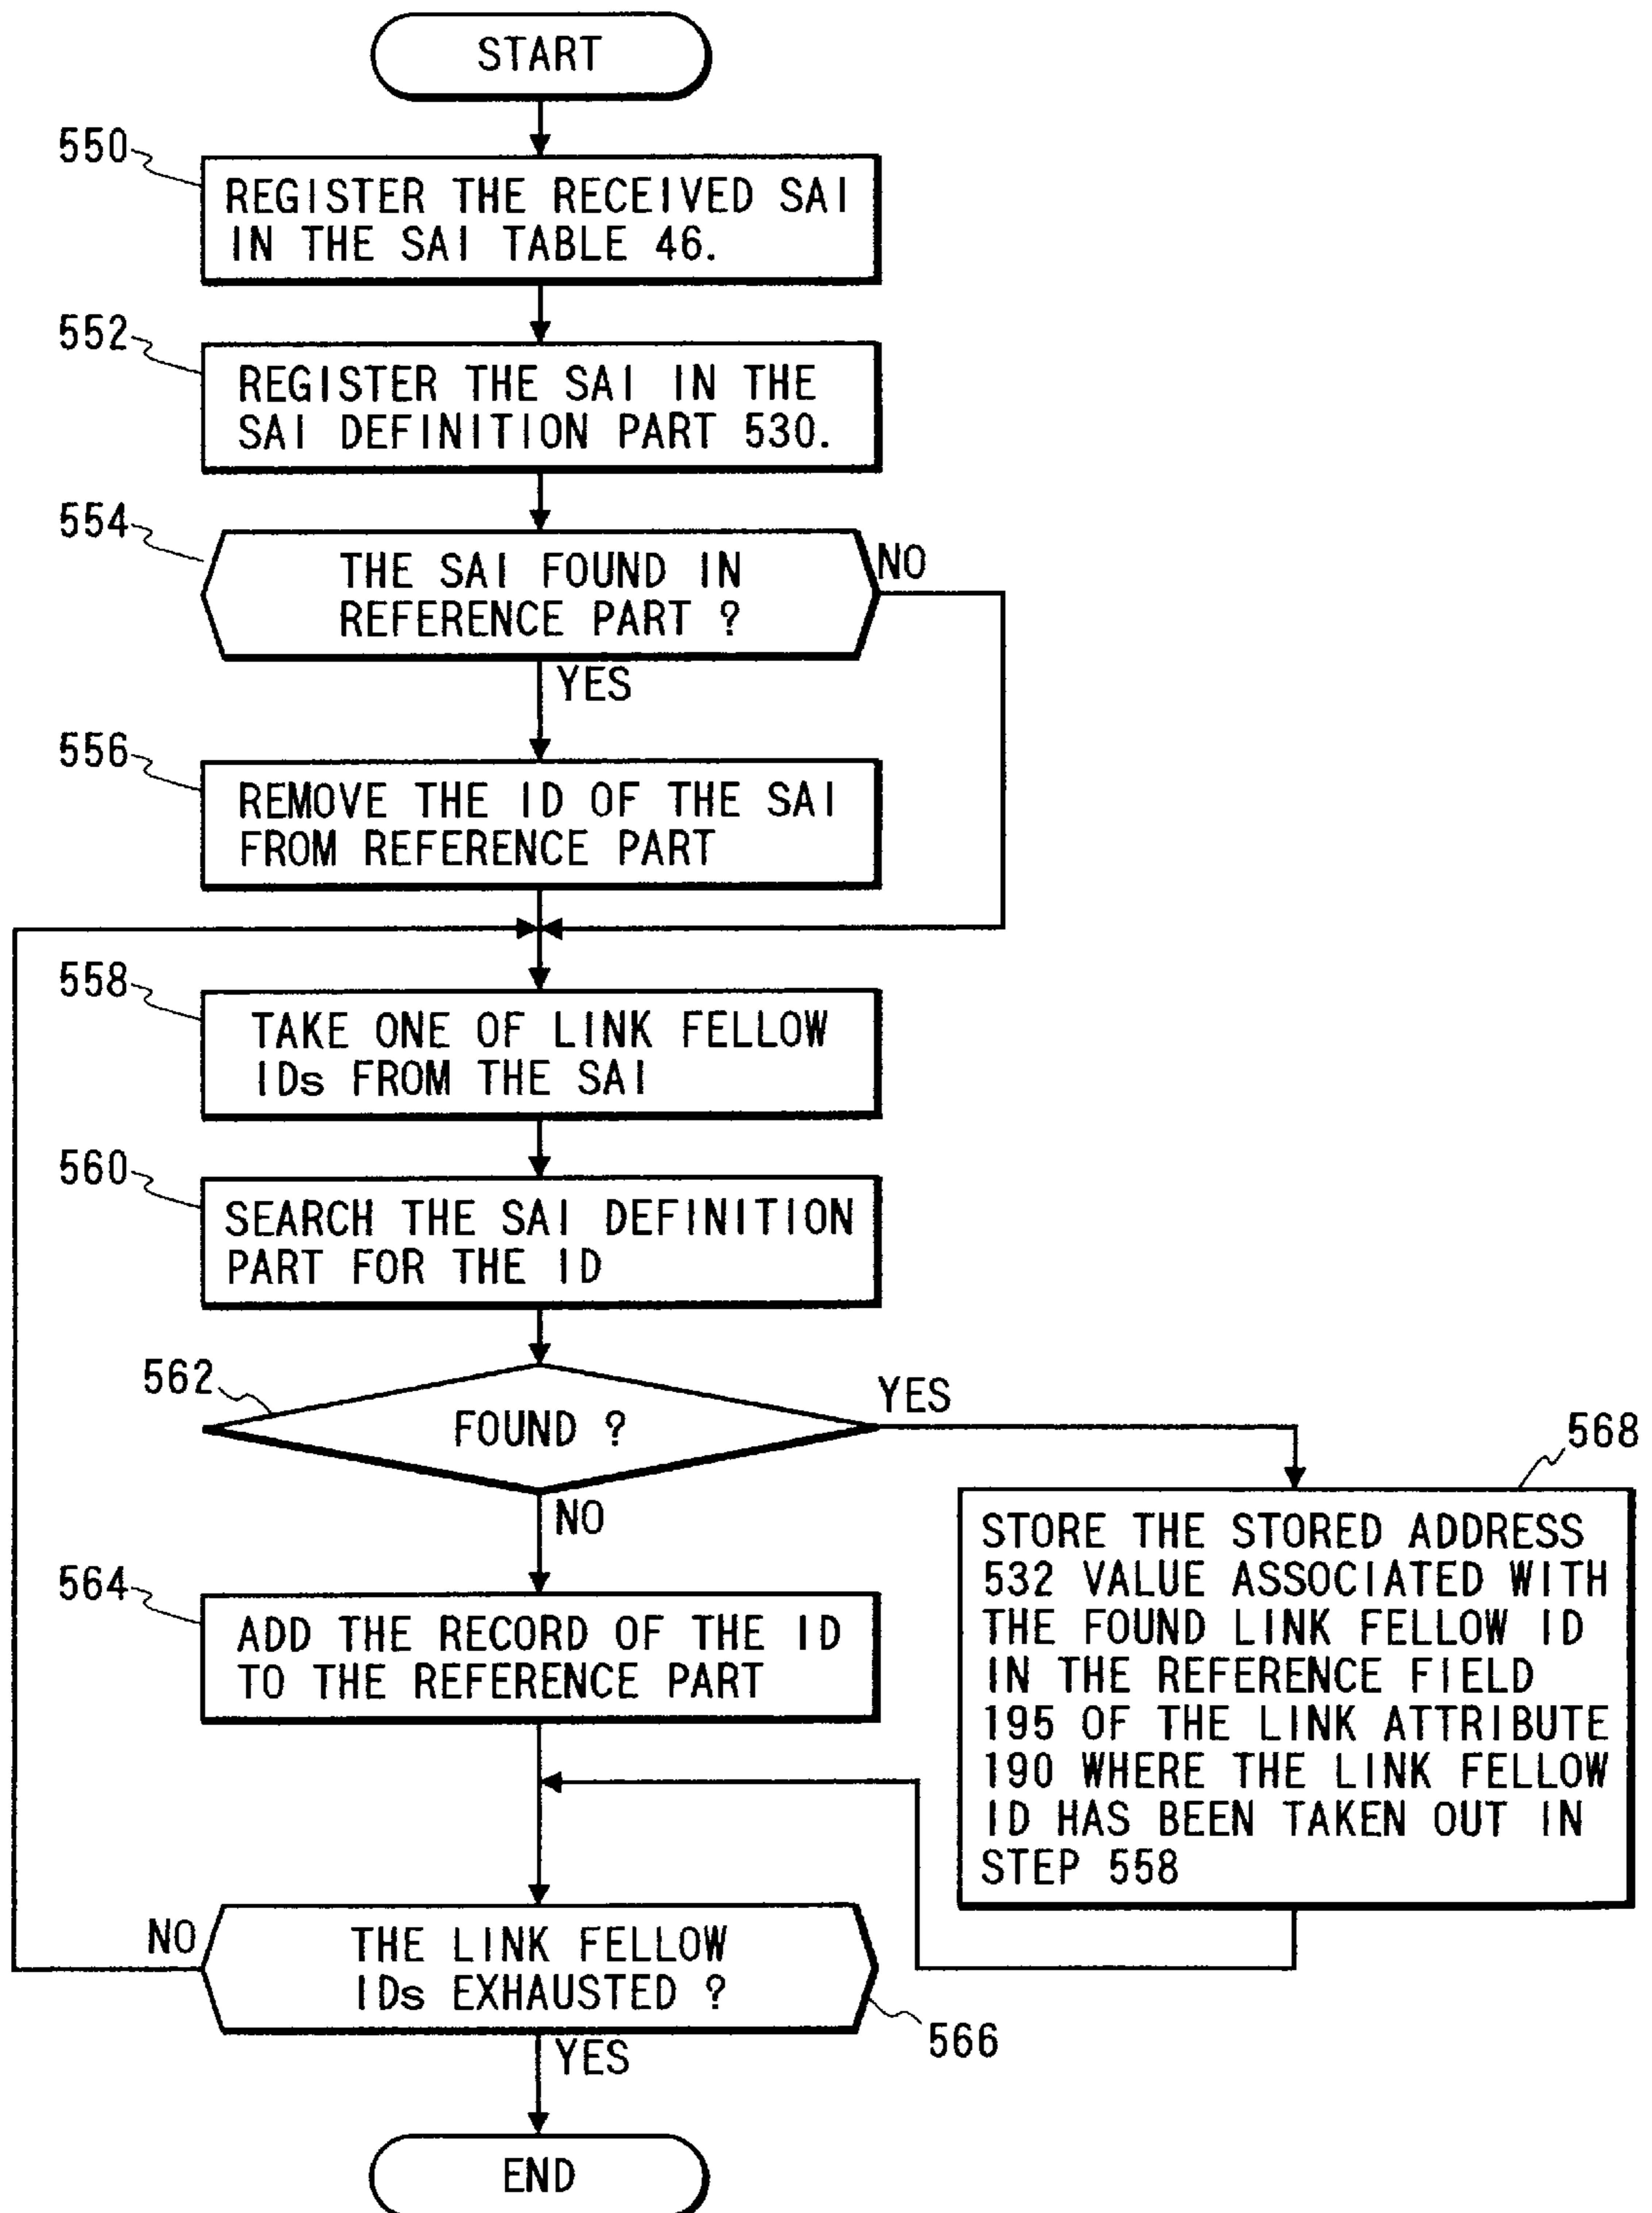 START
550
REGISTER THE RECEIVED SAI
IN THE SAI TABLE 46.
552
REGISTER THE SAI IN THE
SAI DEFINITION PART 530.
554
THE SAI FOUND IN
REFERENCE PART ?
NO
YES
556
REMOVE THE ID OF THE SAI
FROM REFERENCE PART
558
TAKE ONE OF LINK FELLOW
IDs FROM THE SAI
560
SEARCH THE SAI DEFINITION
PART FOR THE ID
562
FOUND ?
YES
NO
568
STORE THE STORED ADDRESS
532 VALUE ASSOCIATED WITH
THE FOUND LINK FELLOW ID
IN THE REFERENCE FIELD
195 OF THE LINK ATTRIBUTE
190 WHERE THE LINK FELLOW
ID HAS BEEN TAKEN OUT IN
STEP 558
564
ADD THE RECORD OF THE ID
TO THE REFERENCE PART
NO
THE LINK FELLOW
IDs EXHAUSTED ?
566
YES
END